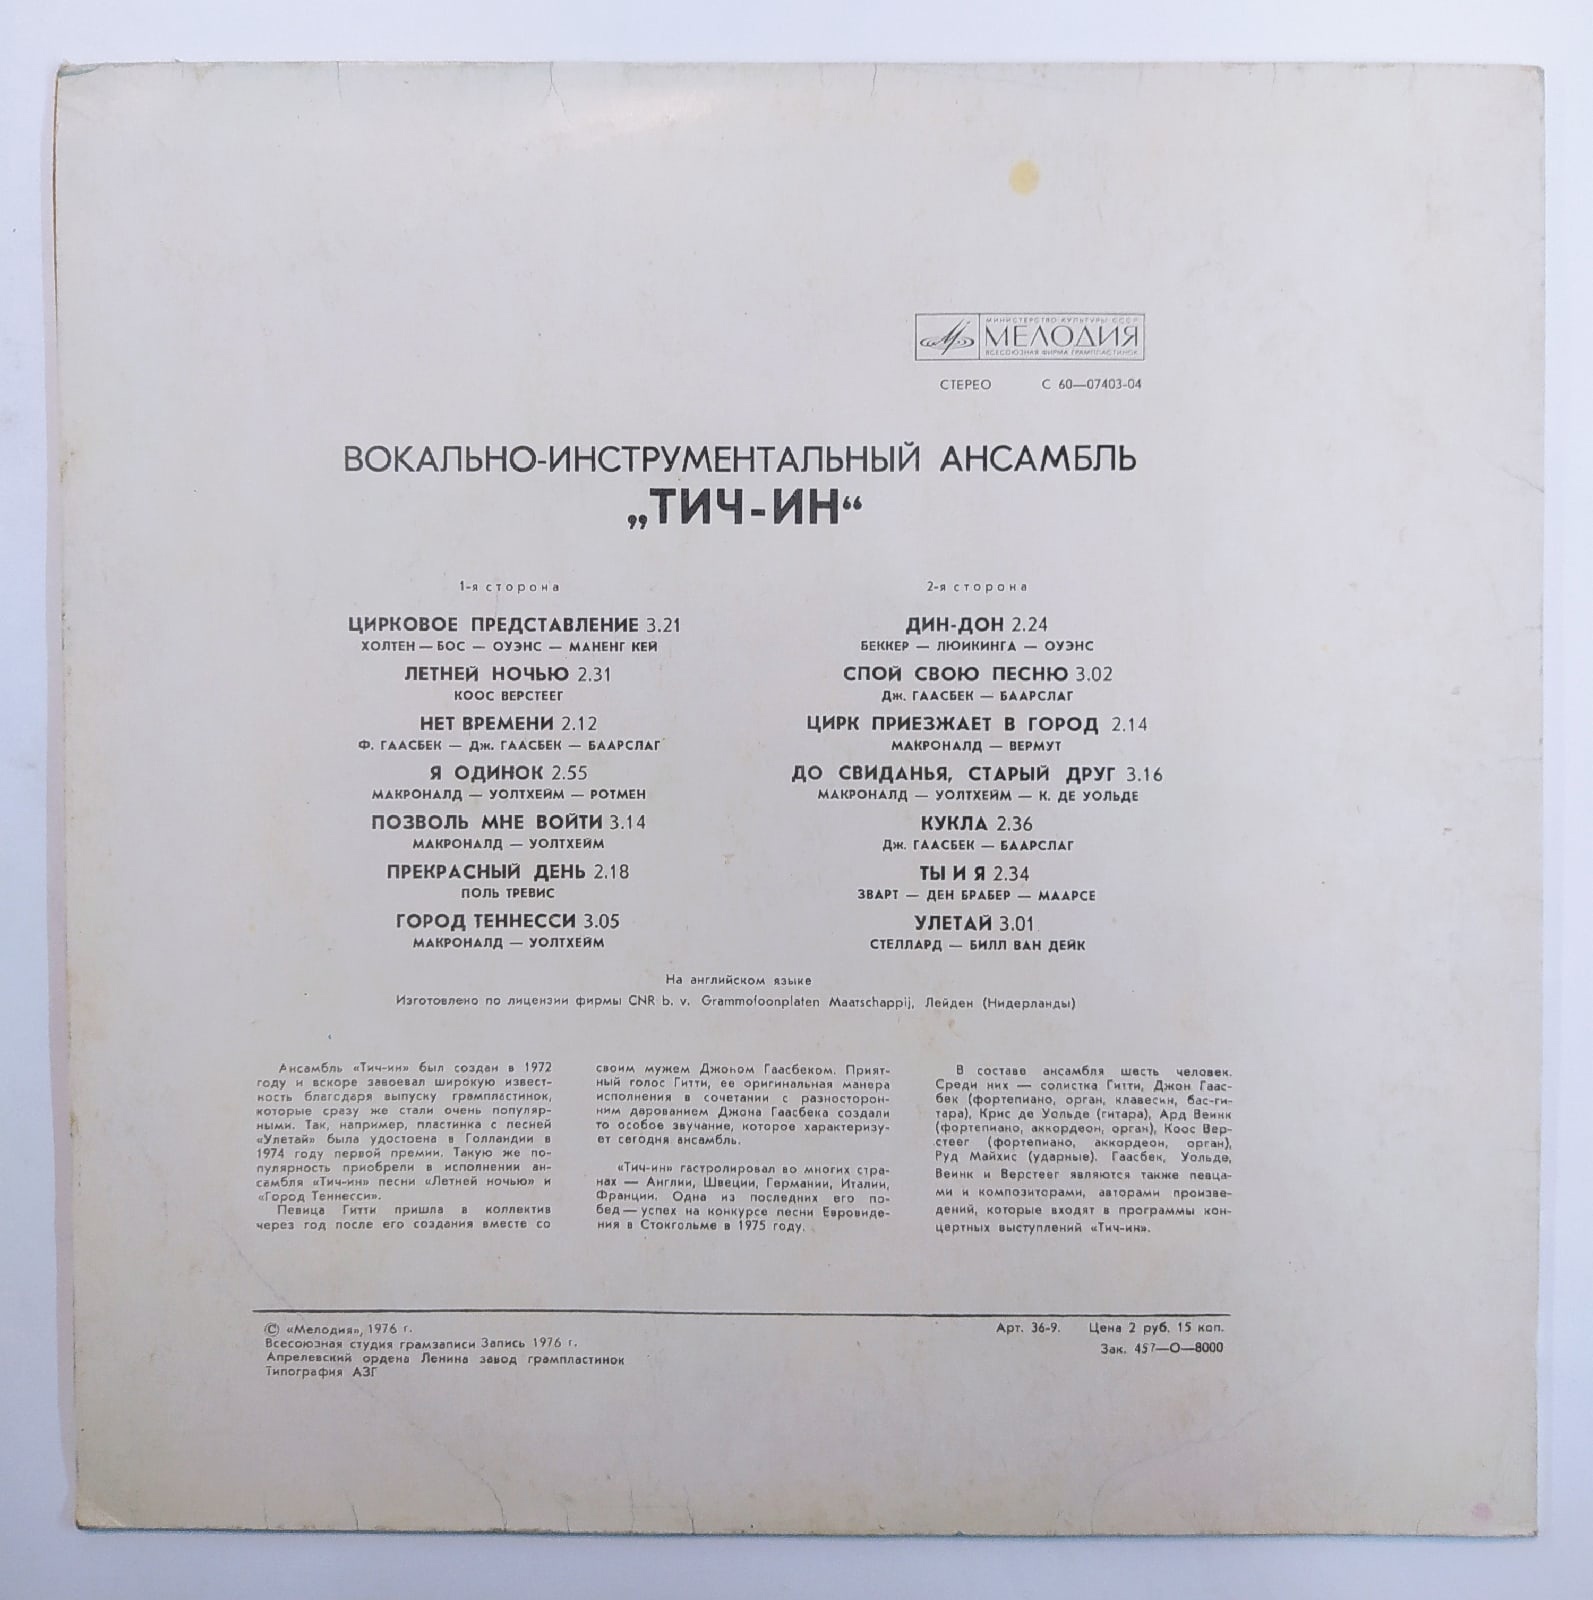 МИНИСТЕРСТВО КУЛЬТУРЫ СССР
МЕЛОДИЯ
ВСЕСОЮЗНАЯ ФИРМА ГРАМПЛАСТИНОК
СТЕРЕО С 60—07403-04
ВОКАЛЬНО-ИНСТРУМЕНТАЛЬНЫЙ АНСАМБЛЬ
„ТИЧ-ИН“
1-я сторона
ЦИРКОВОЕ ПРЕДСТАВЛЕНИЕ 3.21
ХОЛТЕН — БОС — ОУЭНС — МАНЕНГ КЕЙ
ЛЕТНЕЙ НОЧЬЮ 2.31
КООС ВЕРСТЕЕГ
НЕТ ВРЕМЕНИ 2.12
Ф. ГААСБЕК — Дж. ГААСБЕК — БААРСЛАГ
Я ОДИНОК 2.55
МАКРОНАЛД — УОЛТХЕЙМ — РОТМЕН
ПОЗВОЛЬ МНЕ ВОЙТИ 3.14
МАКРОНАЛД — УОЛТХЕЙМ
ПРЕКРАСНЫЙ ДЕНЬ 2.18
ПОЛЬ ТРЕВИС
ГОРОД ТЕННЕССИ 3.05
МАКРОНАЛД — УОЛТХЕЙМ
2-я сторона
ДИН-ДОН 2.24
БЕККЕР — ЛЮИКИНГА — ОУЭНС
СПОЙ СВОЮ ПЕСНЮ 3.02
Дж. ГААСБЕК — БААРСЛАГ
ЦИРК ПРИЕЗЖАЕТ В ГОРОД 2.14
МАКРОНАЛД — ВЕРМУТ
ДО СВИДАНЬЯ, СТАРЫЙ ДРУГ 3.16
МАКРОНАЛД — УОЛТХЕЙМ — К. ДЕ УОЛЬДЕ
КУКЛА 2.36
Дж. ГААСБЕК — БААРСЛАГ
ТЫ И Я 2.34
ЗВАРТ — ДЕН БРАБЕР — МААРСЕ
УЛЕТАЙ 3.01
СТЕЛЛАРД — БИЛЛ ВАН ДЕЙК
На английском языке
Изготовлено по лицензии фирмы CNR b. v. Grammofoonplaten Maatschappij, Лейден (Нидерланды)
Ансамбль «Тич-ин» был создан в 1972
году и вскоре завоевал широкую извест-
ность благодаря выпуску грампластинок,
которые сразу же стали очень популяр-
ными. Так, например, пластинка с песней
«Улетай» была удостоена в Голландии в
1974 году первой премии. Такую же по-
пулярность приобрели в исполнении ан-
самбля «Тич-ин» песни «Летней ночью» и
«Город Теннесси».
Певица Гитти пришла в коллектив
через год после его создания вместе со
своим мужем Джоном Гаасбеком. Прият-
ный голос Гитти, ее оригинальная манера
исполнения в сочетании с разносторон-
ним дарованием Джона Гаасбека создали
то особое звучание, которое характеризу-
ет сегодня ансамбль.
«Тич-ин» гастролировал во многих стра-
нах — Англии, Швеции, Германии, Италии,
Франции. Одна из последних его по-
бед — успех на конкурсе песни Евровиде-
ния в Стокгольме в 1975 году.
В составе ансамбля шесть человек.
Среди них — солистка Гитти, Джон Гаас-
бек (фортепиано, орган, клавесин, бас-ги-
тара), Крис де Уольде (гитара), Ард Веинк
(фортепиано, аккордеон, орган), Коос Вер-
стеег (фортепиано, аккордеон, орган),
Руд Майхис (ударные). Гаасбек, Уольде,
Веинк и Верстеег являются также певца-
ми и композиторами, авторами произве-
дений, которые входят в программы кон-
цертных выступлений «Тич-ин».
© «Мелодия», 1976 г.
Всесоюзная студия грамзаписи Запись 1976 г.
Апрелевский ордена Ленина завод грампластинок
Типография АЗГ
Арт. 36-9. Цена 2 руб. 15 коп.
Зак. 457—О—8000